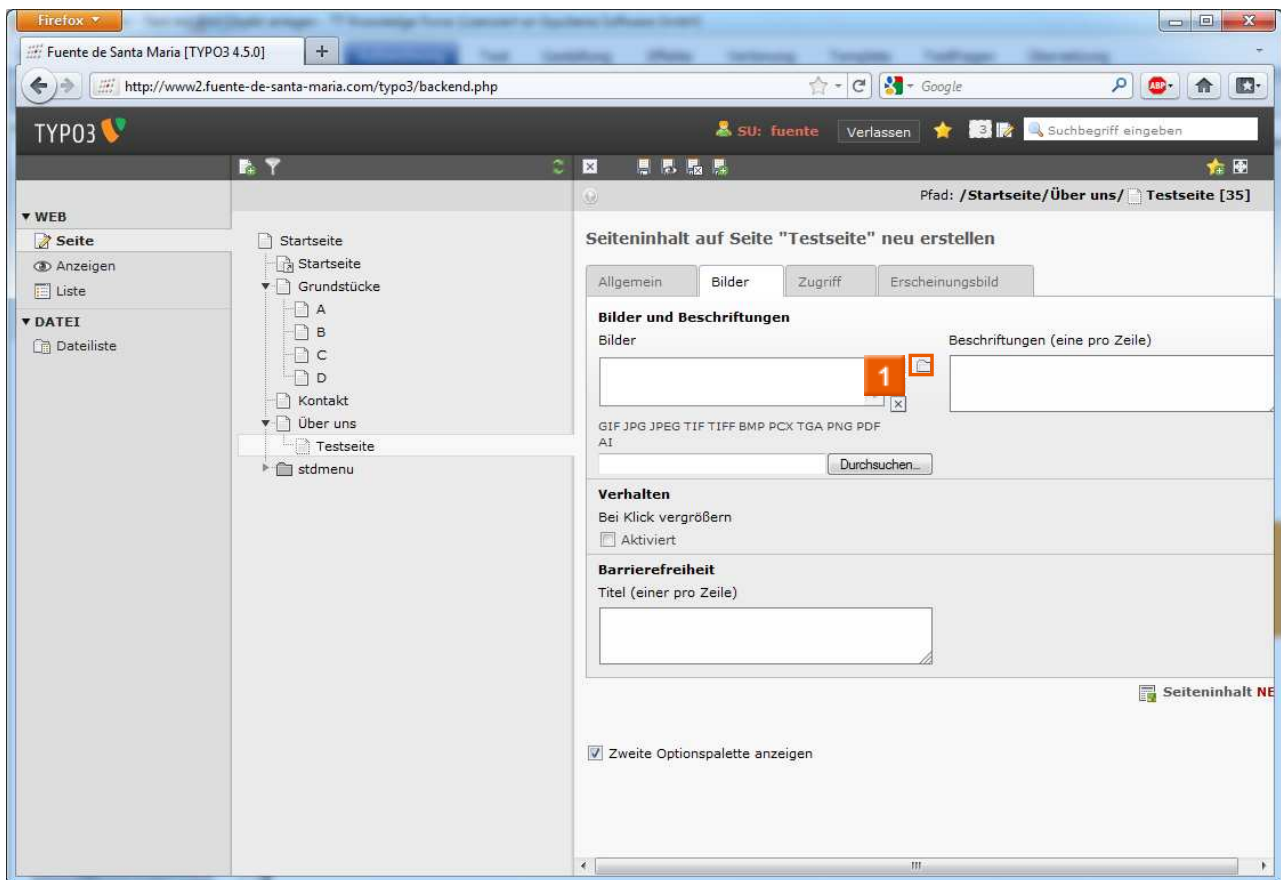 Firefox
Fuente de Santa Maria [TYPO3 4.5.0]
http://www2.fuente-de-santa-maria.com/typo3/backend.php
Google
ABP
TYPO3
SU: fuente
Verlassen
3
Suchbegriff eingeben
Pfad: /Startseite/Über uns/ Testseite [35]
WEB
Seite
Anzeigen
Liste
DATEI
Dateiliste
Startseite
Startseite
Grundstücke
A
B
C
D
Kontakt
Über uns
Testseite
stdmenu
Seiteninhalt auf Seite "Testseite" neu erstellen
Allgemein
Bilder
Zugriff
Erscheinungsbild
Bilder und Beschriftungen
Bilder
Beschriftungen (eine pro Zeile)
1
GIF JPG JPEG TIF TIFF BMP PCX TGA PNG PDF
AI
Durchsuchen...
Verhalten
Bei Klick vergrößern
Aktiviert
Barrierefreiheit
Titel (einer pro Zeile)
Seiteninhalt NE
Zweite Optionspalette anzeigen